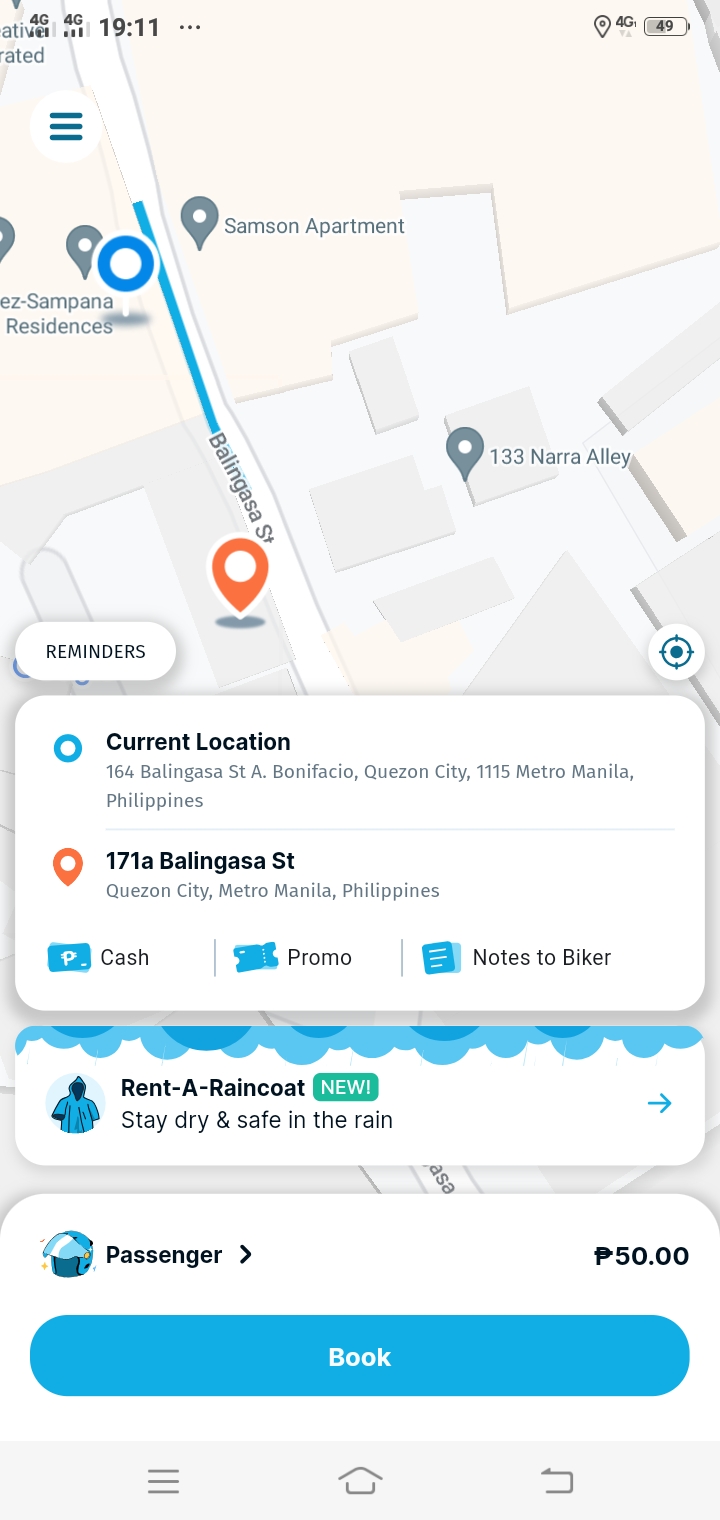 4G 4G 19:11 ... 4G 49
rated
Samson Apartment
ez-Sampana
Residences
133 Narra Alley
Balingasa St
REMINDERS
Current Location
164 Balingasa St A. Bonifacio, Quezon City, 1115 Metro Manila,
Philippines
171a Balingasa St
Quezon City, Metro Manila, Philippines
₱ Cash
Promo
Notes to Biker
Rent-A-Raincoat NEW!
Stay dry & safe in the rain
asa
Passenger
₱50.00
Book